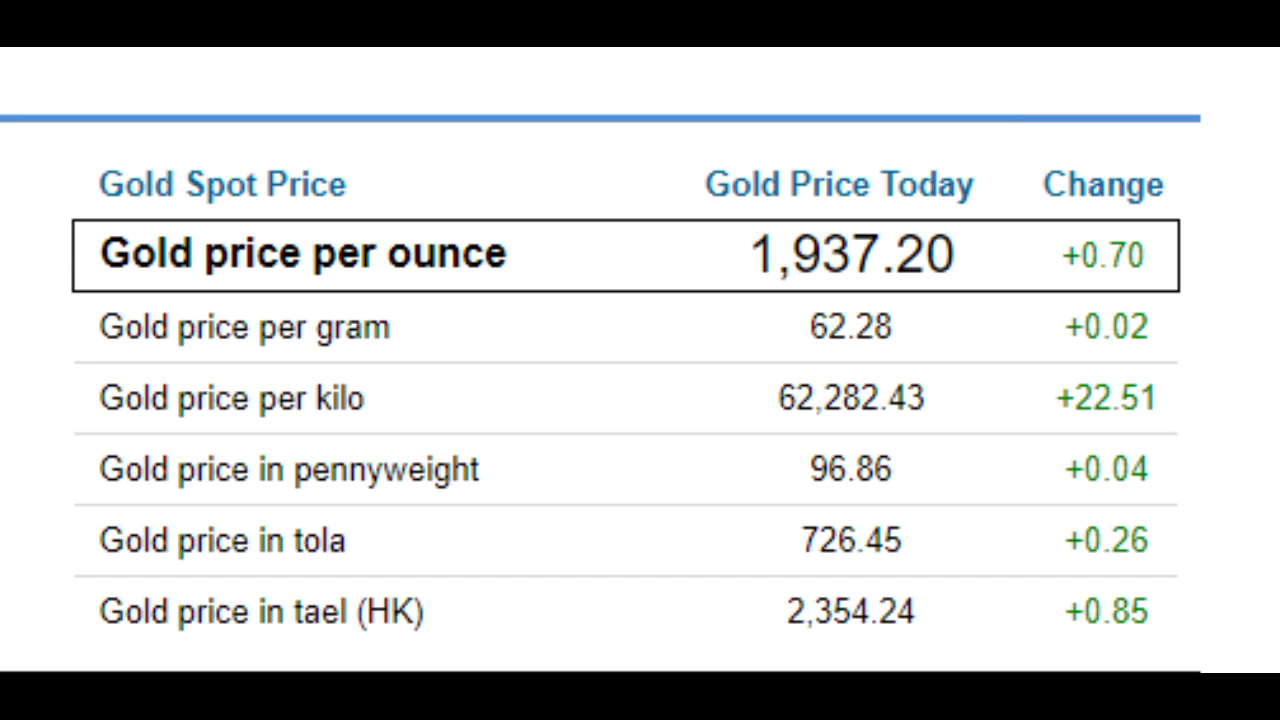 Gold Spot Price Gold Price Today Change
Gold price per ounce 1,937.20 +0.70
Gold price per gram 62.28 +0.02
Gold price per kilo 62,282.43 +22.51
Gold price in pennyweight 96.86 +0.04
Gold price in tola 726.45 +0.26
Gold price in tael (HK) 2,354.24 +0.85